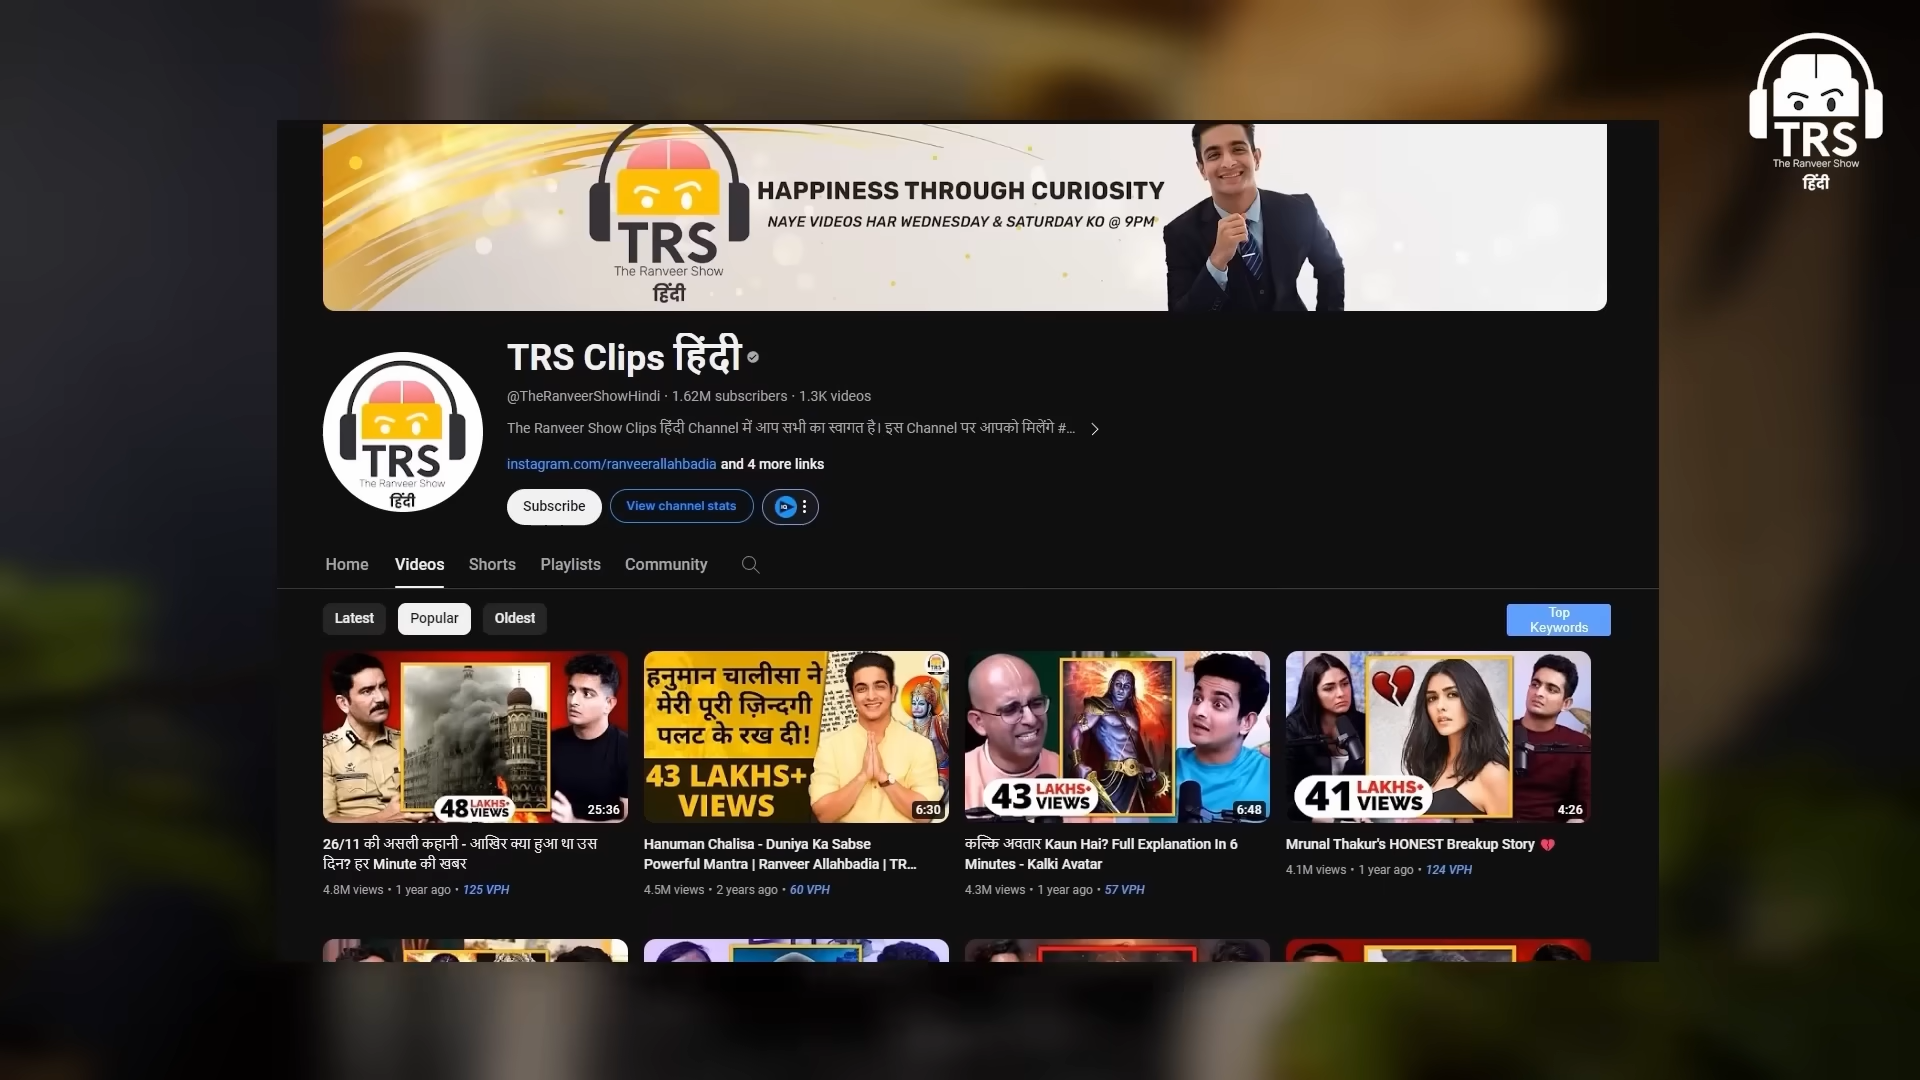 TRS
The Ranveer Show
हिंदी
TRS
The Ranveer Show
हिंदी
HAPPINESS THROUGH CURIOSITY
NAYE VIDEOS HAR WEDNESDAY & SATURDAY KO @ 9PM
TRS Clips हिंदी
@TheRanveerShowHindi · 1.62M subscribers · 1.3K videos
The Ranveer Show Clips हिंदी Channel में आप सभी का स्वागत है। इस Channel पर आपको मिलेंगे #...
instagram.com/ranveerallahbadia and 4 more links
TRS
The Ranveer Show
हिंदी
Subscribe
View channel stats
IQ
Home Videos Shorts Playlists Community
Latest Popular Oldest
Top
Keywords
48 LAKHS+
VIEWS
25:36
हनुमान चालीसा ने
मेरी पूरी ज़िन्दगी
पलट के रख दी!
43 LAKHS+
VIEWS
6:30
43 LAKHS+
VIEWS
6:48
41 LAKHS+
VIEWS
4:26
26/11 की असली कहानी - आखिर क्या हुआ था उस
दिन? हर Minute की खबर
4.8M views • 1 year ago • 125 VPH
Hanuman Chalisa - Duniya Ka Sabse
Powerful Mantra | Ranveer Allahbadia | TR...
4.5M views • 2 years ago • 60 VPH
कल्कि अवतार Kaun Hai? Full Explanation In 6
Minutes - Kalki Avatar
4.3M views • 1 year ago • 57 VPH
Mrunal Thakur's HONEST Breakup Story 💔
4.1M views • 1 year ago • 124 VPH